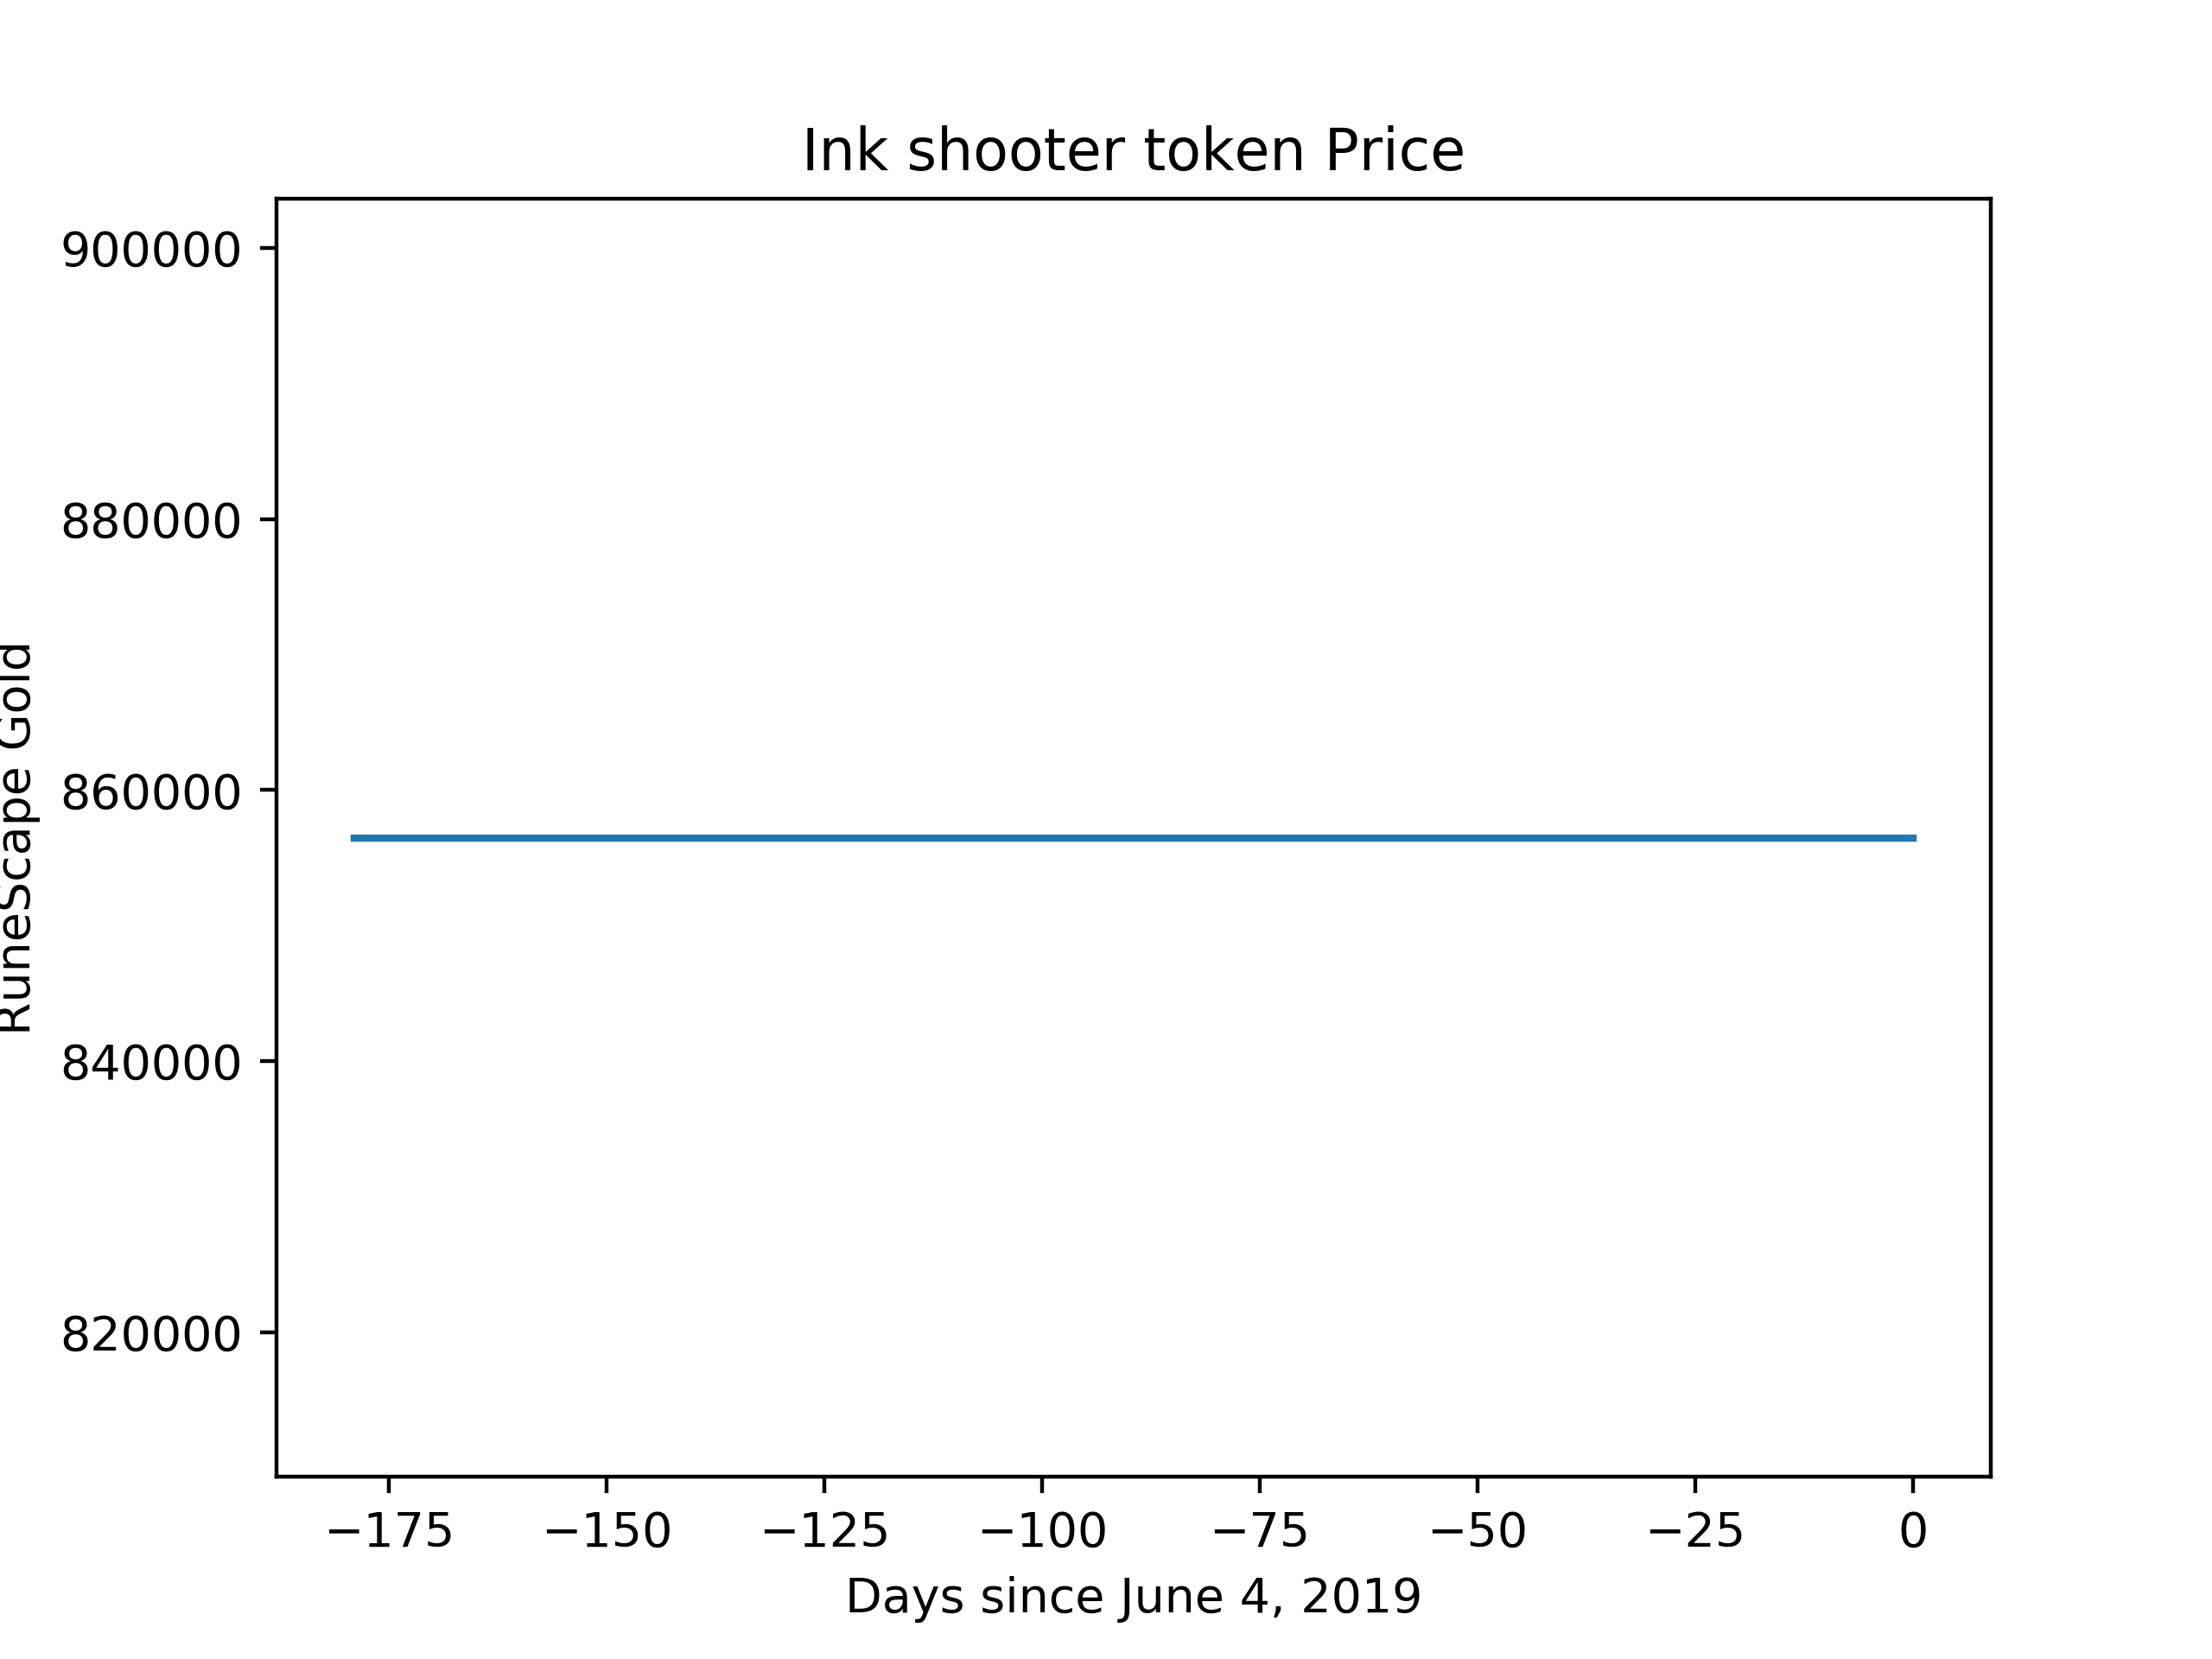 Ink shooter token Price
900000
880000
860000
840000
820000
RuneScape Gold
−175 −150 −125 −100 −75 −50 −25 0
Days since June 4, 2019